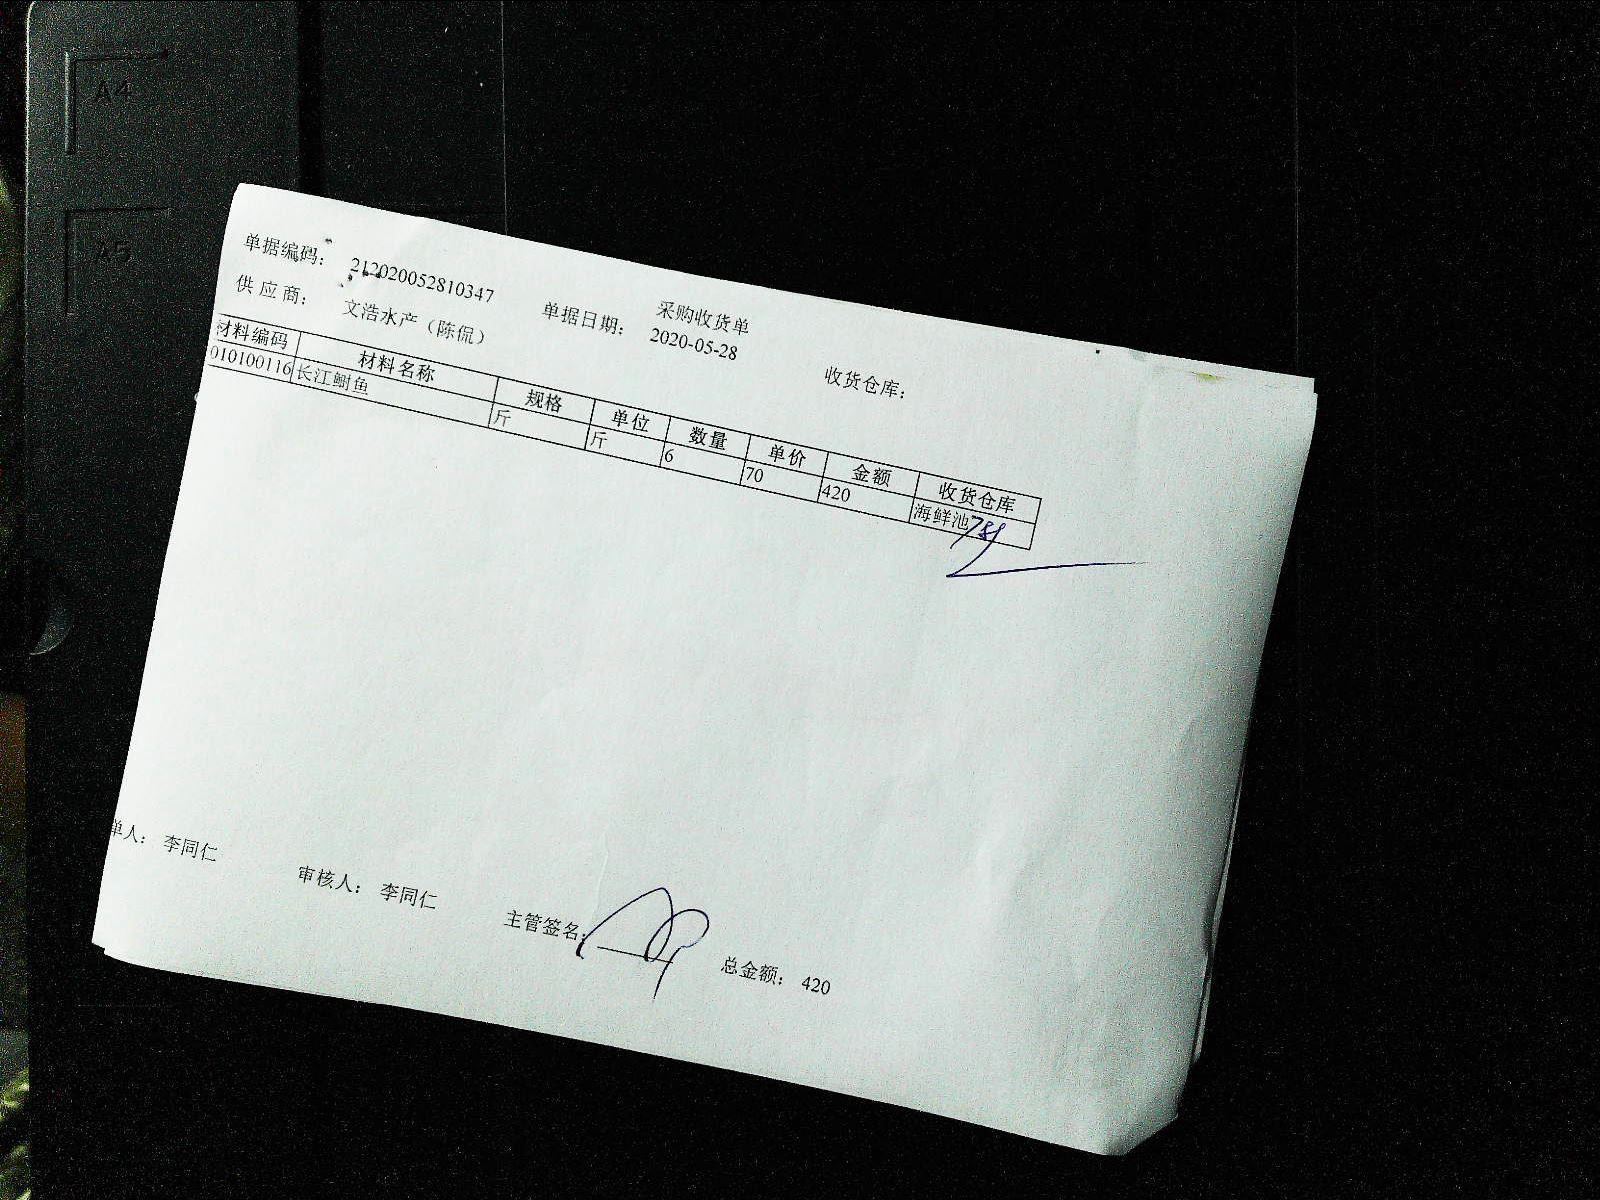 A4
A5
采购收货单
单据编码： 212020052810347 单据日期： 2020-05-28 收货仓库：
供应商： 文浩水产（陈侃）
材料编码 材料名称 规格 单位 数量 单价 金额 收货仓库
010100116 长江鮰鱼 斤 斤 6 70 420 海鲜池
单人： 李同仁 审核人： 李同仁 主管签名： 总金额： 420